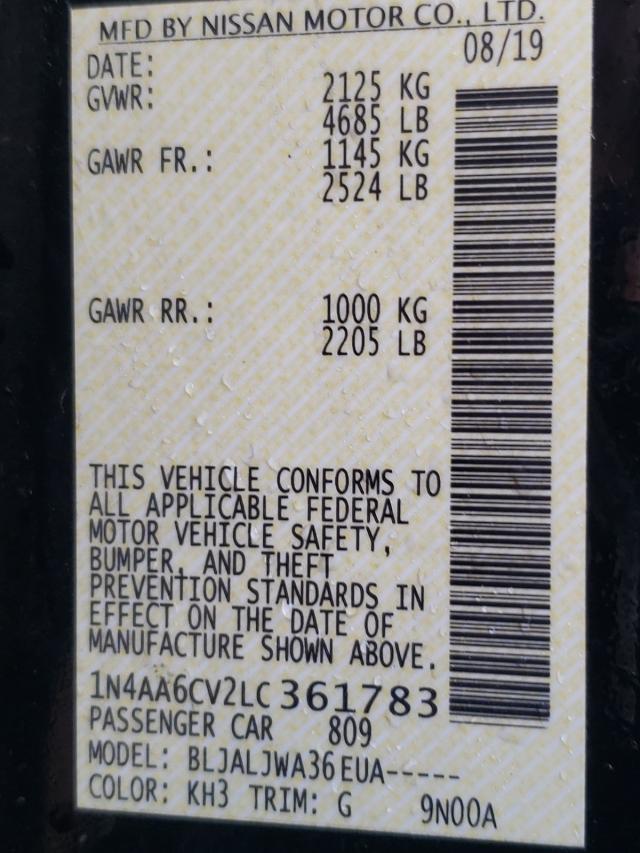 MFD BY NISSAN MOTOR CO., LTD.
DATE: 08/19
GVWR: 2125 KG
4685 LB
GAWR FR.: 1145 KG
2524 LB
GAWR RR.: 1000 KG
2205 LB
THIS VEHICLE CONFORMS TO
ALL APPLICABLE FEDERAL
MOTOR VEHICLE SAFETY,
BUMPER, AND THEFT
PREVENTION STANDARDS IN
EFFECT ON THE DATE OF
MANUFACTURE SHOWN ABOVE.
1N4AA6CV2LC361783
PASSENGER CAR 809
MODEL: BLJALJWA36EUA-----
COLOR: KH3 TRIM: G 9N00A